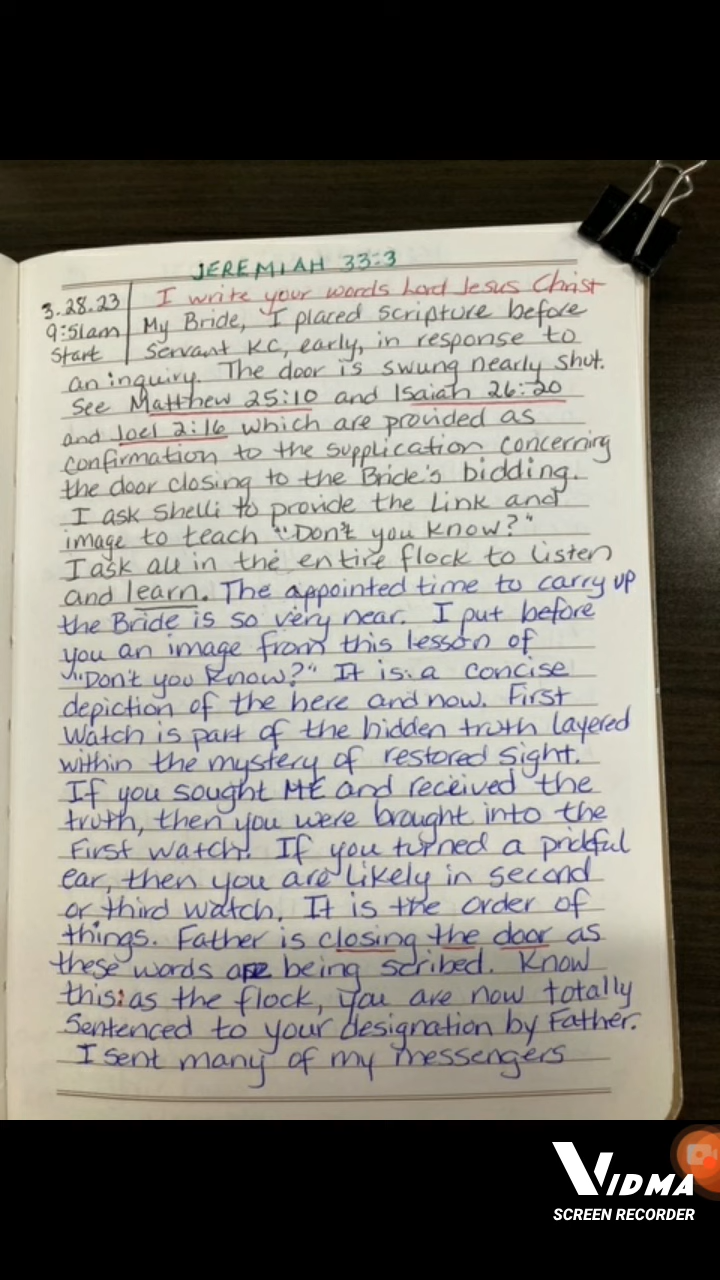 JEREMIAH 33:3
3.28.23
9:51am
Start
I write your words Lord Jesus Christ
My Bride, I placed scripture before
servant KC, early, in response to
an inquiry. The door is swung nearly shut.
See Matthew 25:10 and Isaiah 26:20
and Joel 2:16 which are provided as
confirmation to the supplication concerning
the door closing to the Bride's bidding.
I ask Shelli to provide the link and
image to teach "Don't you know?"
I ask all in the entire flock to listen
and learn. The appointed time to carry up
the Bride is so very near. I put before
you an image from this lesson of
"Don't you know?" It is a concise
depiction of the here and now. First
Watch is part of the hidden truth layered
within the mystery of restored sight.
If you sought ME and received the
truth, then you were brought into the
First Watch. If you turned a prideful
ear, then you are likely in second
or third watch. It is the order of
things. Father is closing the door as
these words are being scribed. Know
this: as the flock, you are now totally
sentenced to your designation by Father.
I sent many of my messengers
VIDMA
SCREEN RECORDER